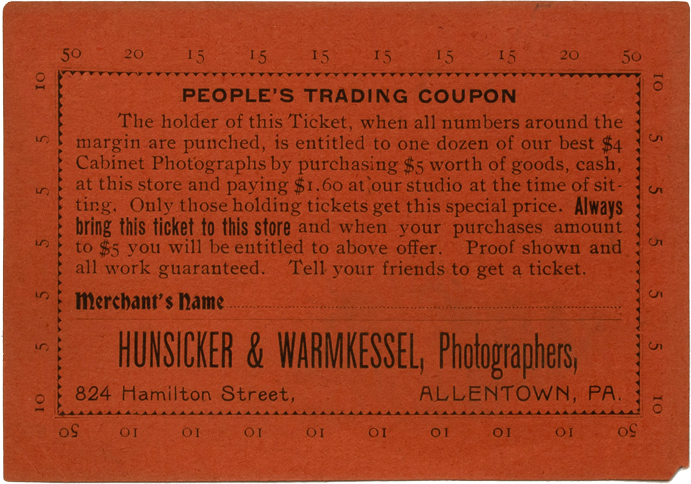 50 20 15 15 15 15 15 15 20 50
10 5 5 5 5 5 10
PEOPLE'S TRADING COUPON
The holder of this Ticket, when all numbers around the
margin are punched, is entitled to one dozen of our best $4
Cabinet Photographs by purchasing $5 worth of goods, cash,
at this store and paying $1.60 at our studio at the time of sit-
ting. Only those holding tickets get this special price. Always
bring this ticket to this store and when your purchases amount
to $5 you will be entitled to above offer. Proof shown and
all work guaranteed. Tell your friends to get a ticket.
Merchant's Name
HUNSICKER & WARMKESSEL, Photographers,
824 Hamilton Street, ALLENTOWN, PA.
10 5 5 5 5 5 10
50 10 10 10 10 10 10 10 10 50